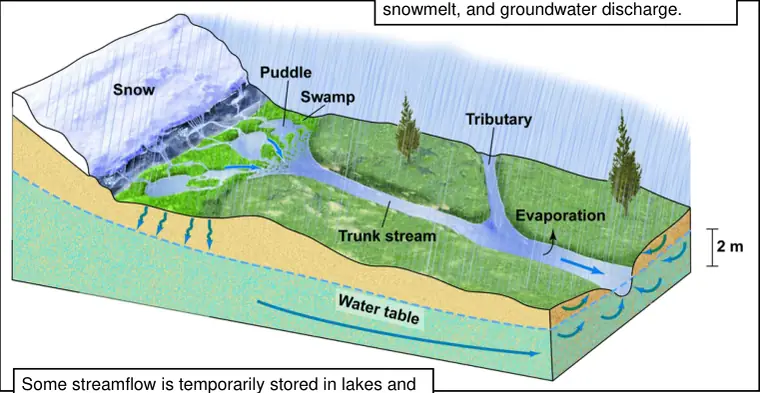 snowmelt, and groundwater discharge.
Puddle
Snow
Swamp
Tributary
Evaporation
Trunk stream
2 m
Water table
Some streamflow is temporarily stored in lakes and